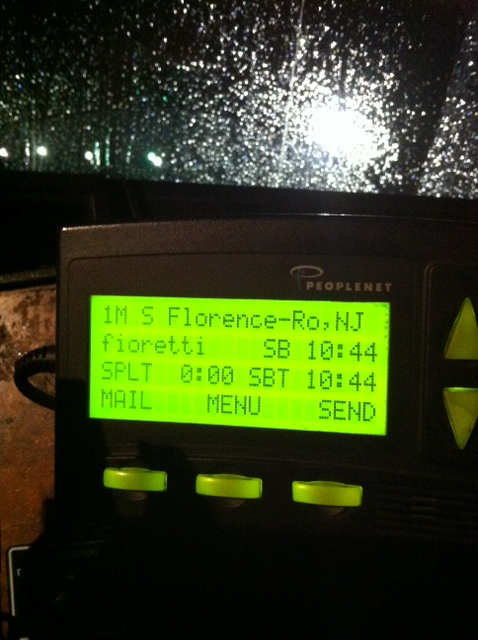 PEOPLENET
1M S Florence-Ro,NJ
fioretti SB 10:44
SPLT 0:00 SBT 10:44
MAIL MENU SEND